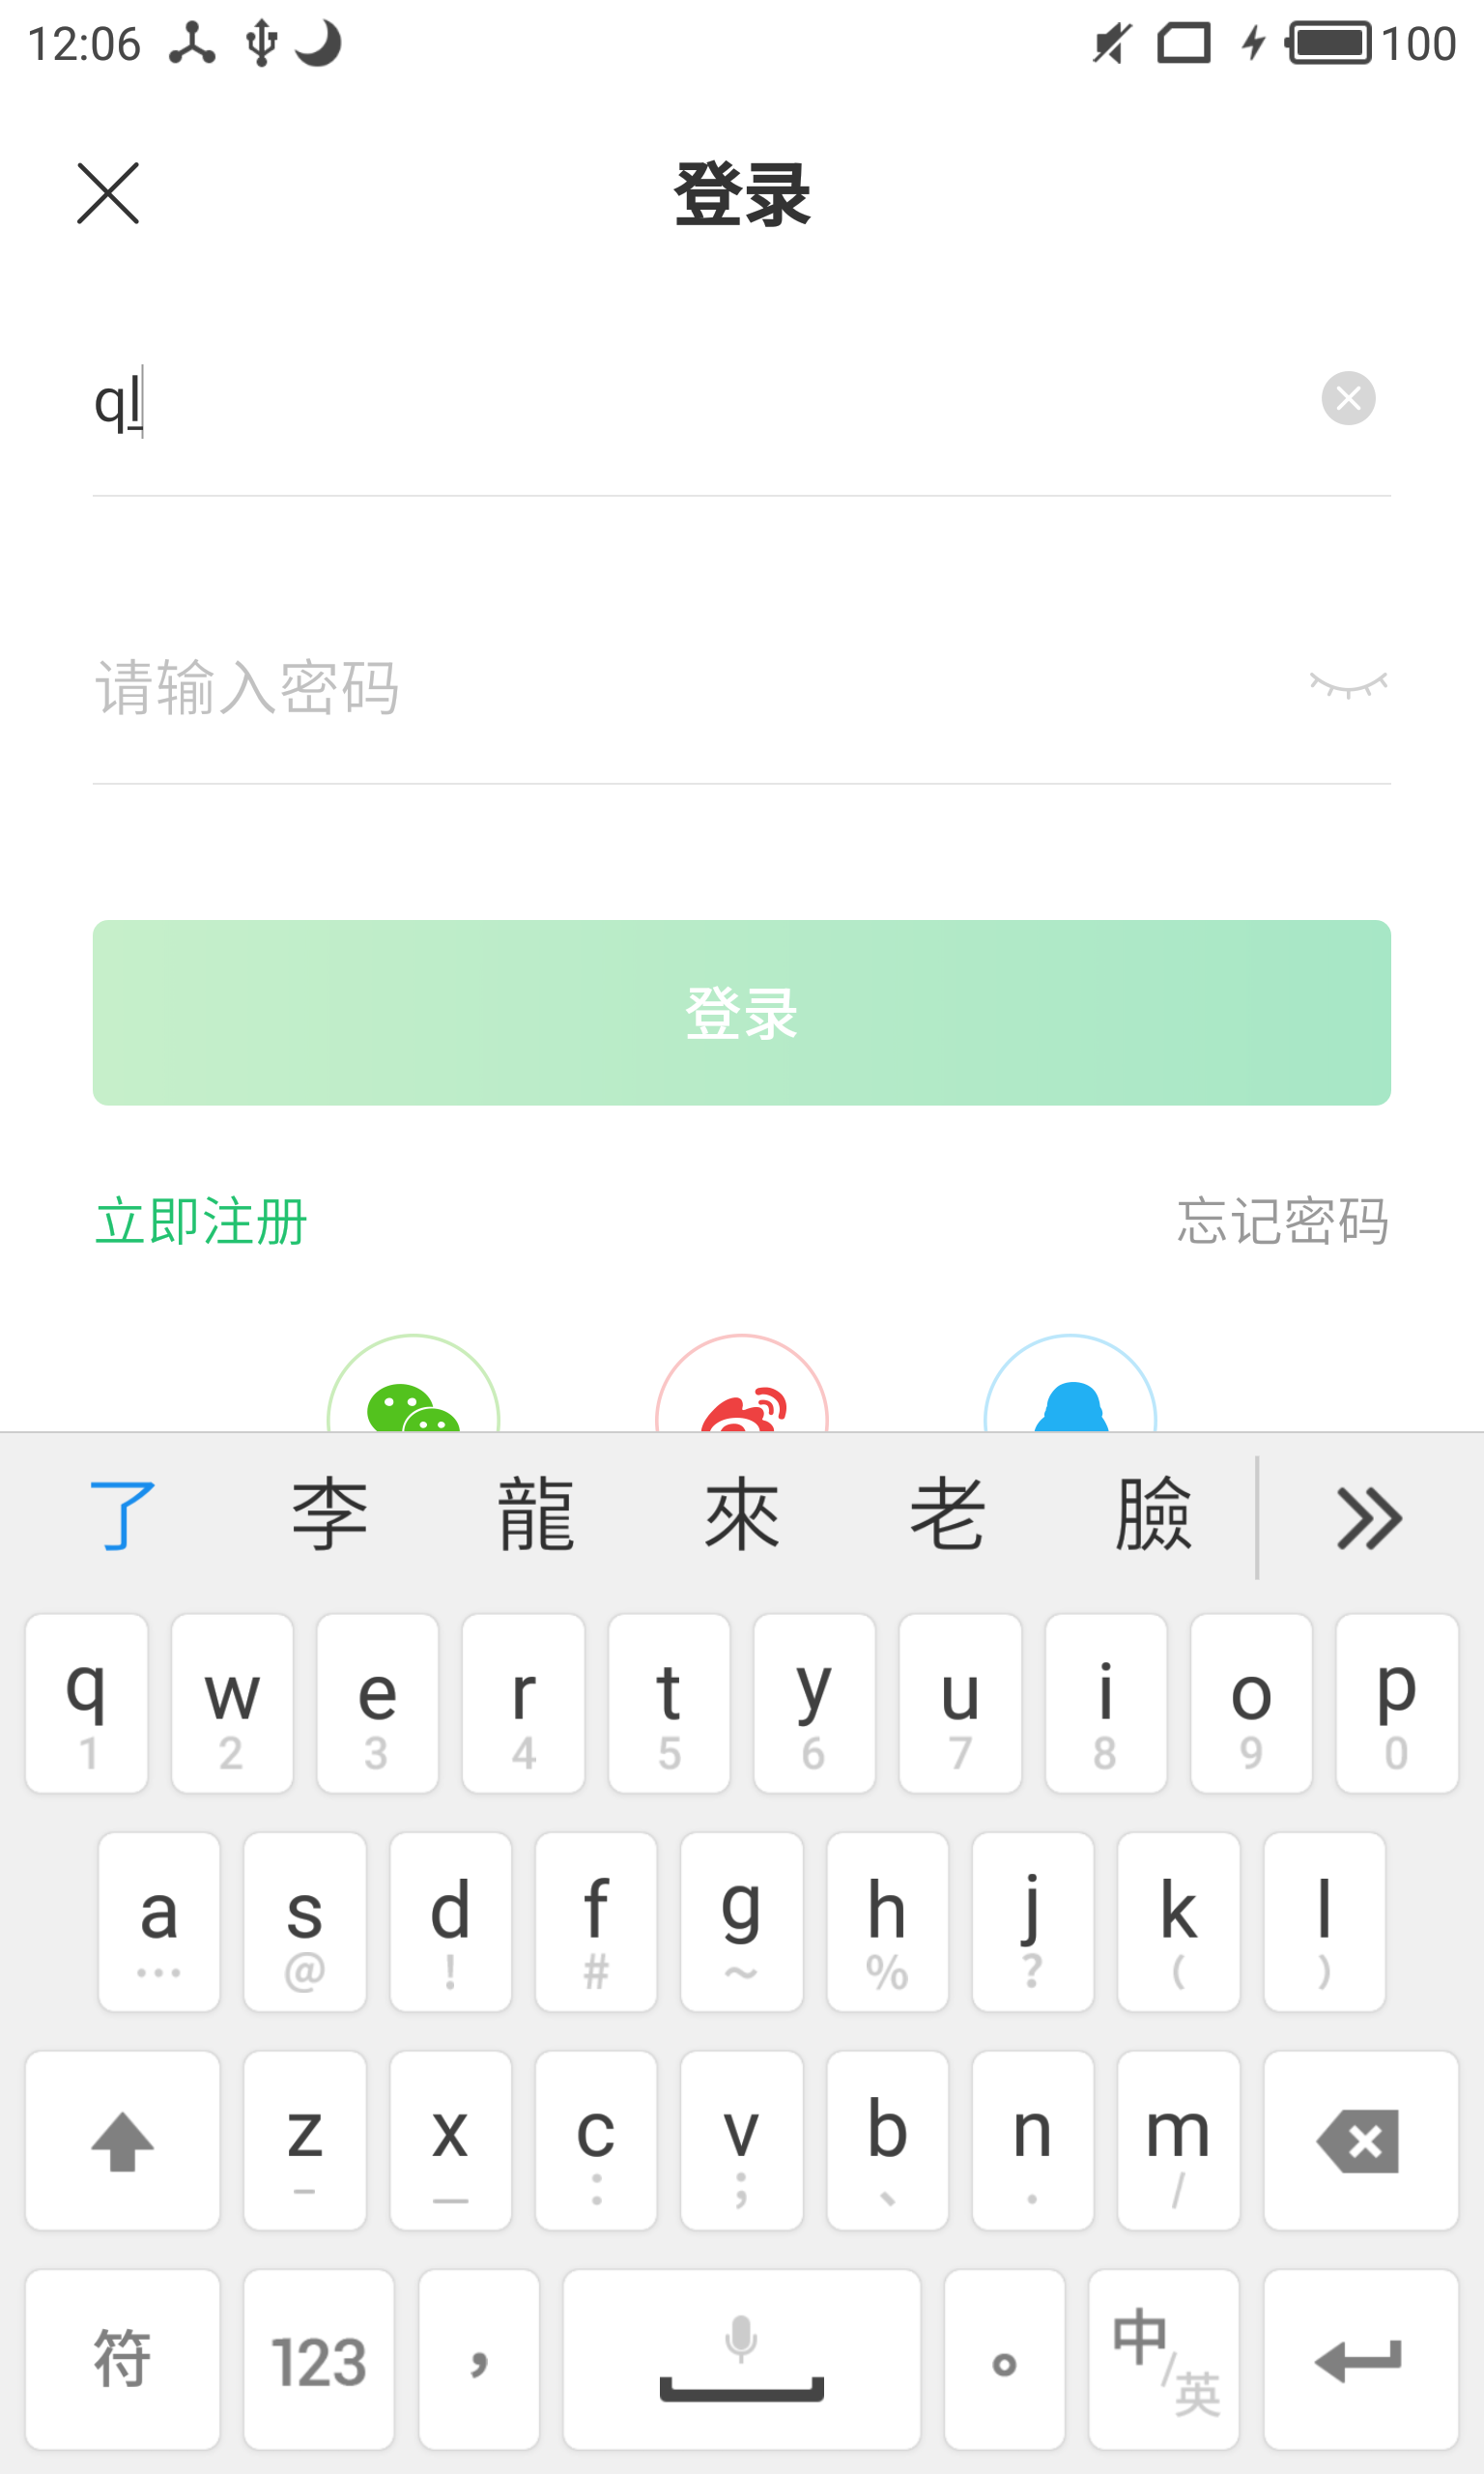 12:06 100
登录
ql
请输入密码
登录
立即注册 忘记密码
了 李 龍 來 老 臉
q w e r t y u i o p
1 2 3 4 5 6 7 8 9 0
a s d f g h j k l
… @ ! # ~ % ? ( )
z x c v b n m
– — : ; 、 . /
符 123 , 。 中/英